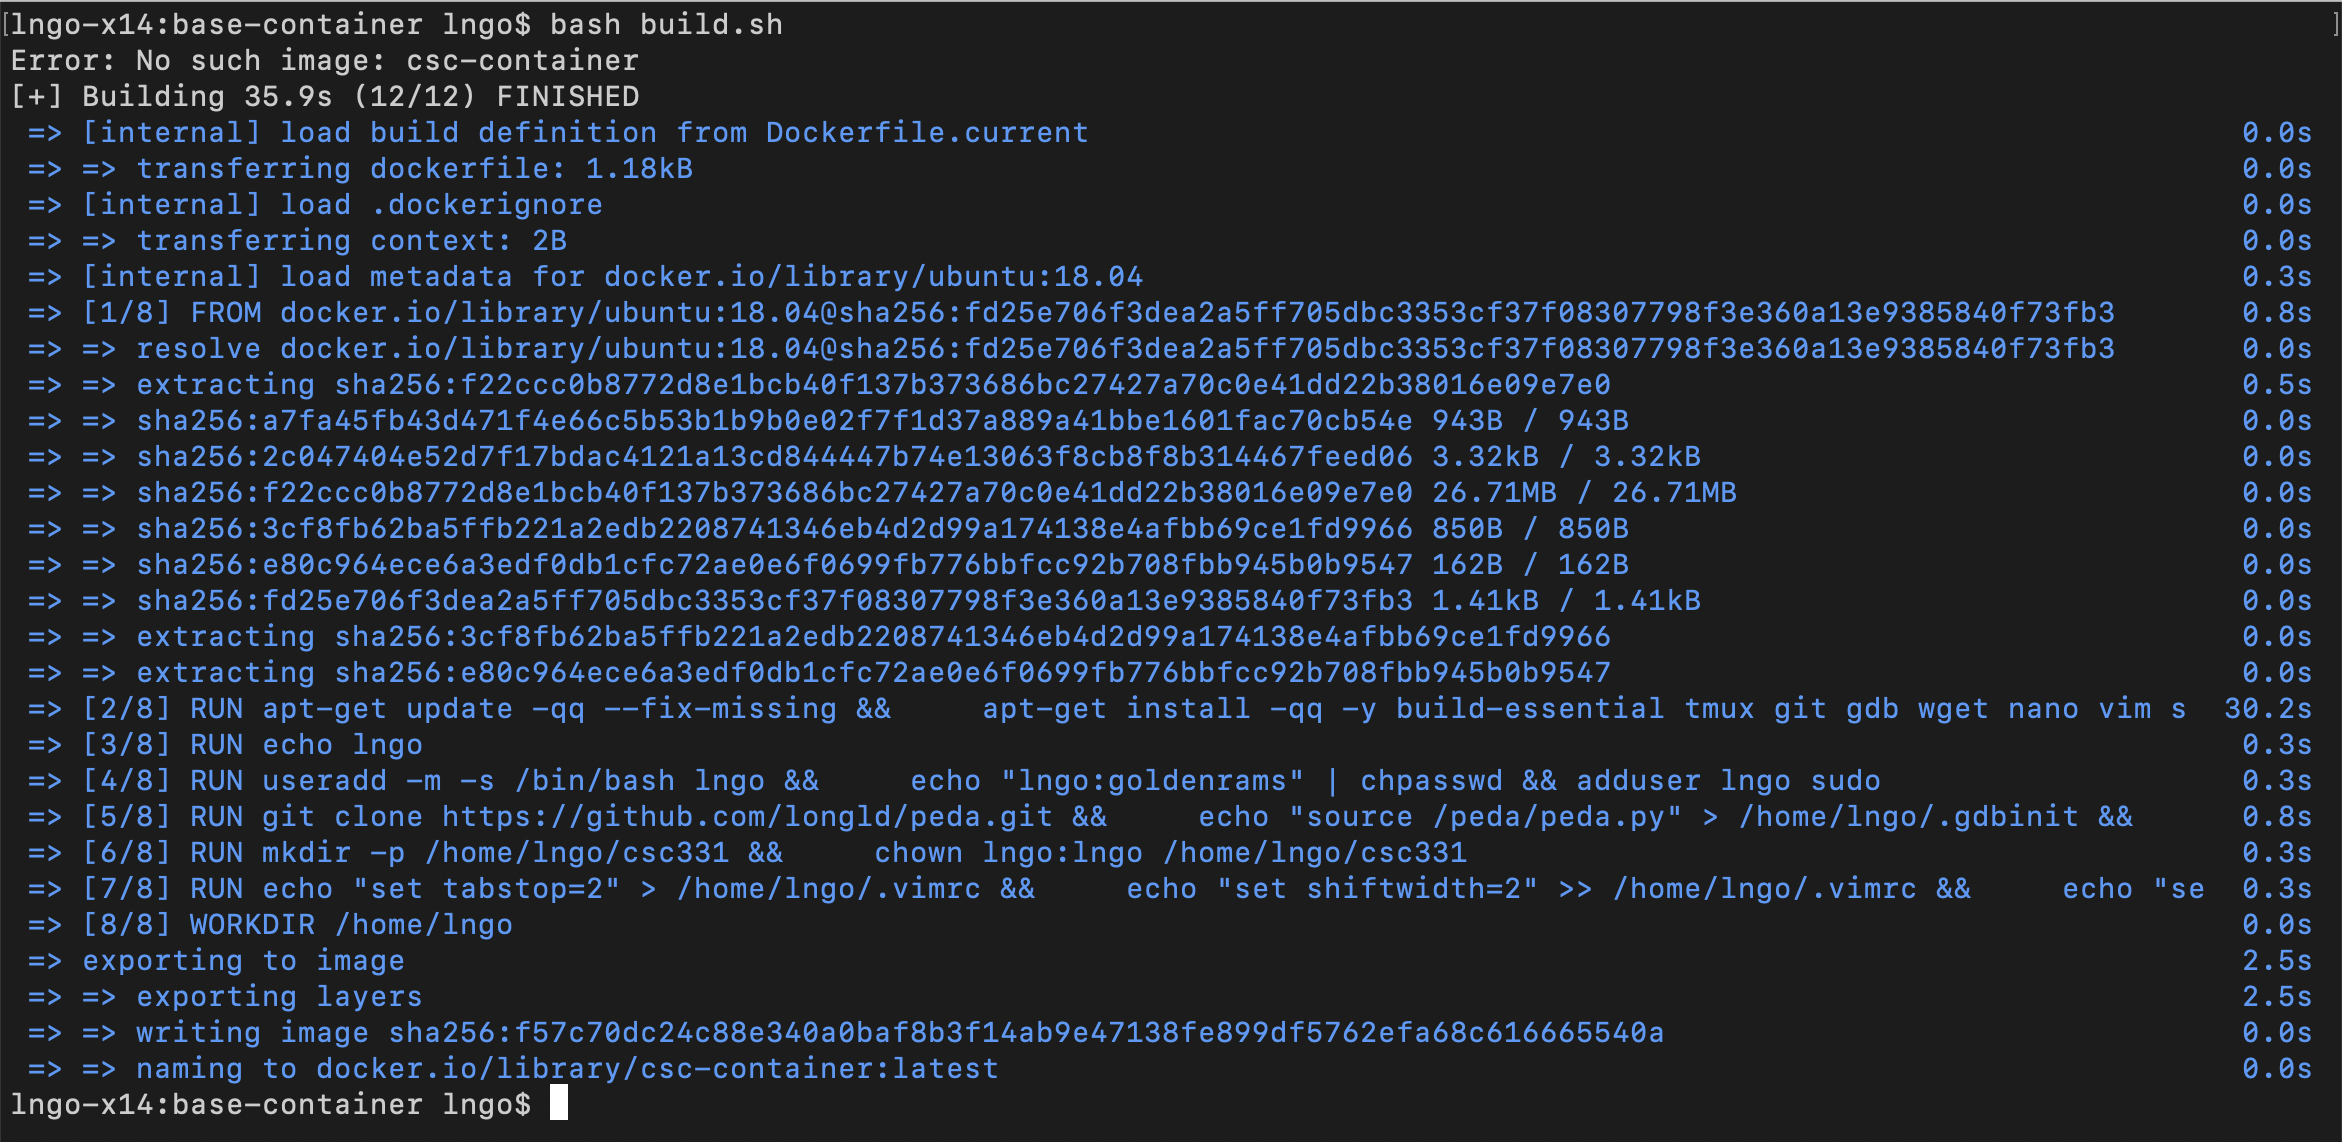 [lngo-x14:base-container lngo$ bash build.sh ]
Error: No such image: csc-container
[+] Building 35.9s (12/12) FINISHED
=> [internal] load build definition from Dockerfile.current 0.0s
=> => transferring dockerfile: 1.18kB 0.0s
=> [internal] load .dockerignore 0.0s
=> => transferring context: 2B 0.0s
=> [internal] load metadata for docker.io/library/ubuntu:18.04 0.3s
=> [1/8] FROM docker.io/library/ubuntu:18.04@sha256:fd25e706f3dea2a5ff705dbc3353cf37f08307798f3e360a13e9385840f73fb3 0.8s
=> => resolve docker.io/library/ubuntu:18.04@sha256:fd25e706f3dea2a5ff705dbc3353cf37f08307798f3e360a13e9385840f73fb3 0.0s
=> => extracting sha256:f22ccc0b8772d8e1bcb40f137b373686bc27427a70c0e41dd22b38016e09e7e0 0.5s
=> => sha256:a7fa45fb43d471f4e66c5b53b1b9b0e02f7f1d37a889a41bbe1601fac70cb54e 943B / 943B 0.0s
=> => sha256:2c047404e52d7f17bdac4121a13cd844447b74e13063f8cb8f8b314467feed06 3.32kB / 3.32kB 0.0s
=> => sha256:f22ccc0b8772d8e1bcb40f137b373686bc27427a70c0e41dd22b38016e09e7e0 26.71MB / 26.71MB 0.0s
=> => sha256:3cf8fb62ba5ffb221a2edb2208741346eb4d2d99a174138e4afbb69ce1fd9966 850B / 850B 0.0s
=> => sha256:e80c964ece6a3edf0db1cfc72ae0e6f0699fb776bbfcc92b708fbb945b0b9547 162B / 162B 0.0s
=> => sha256:fd25e706f3dea2a5ff705dbc3353cf37f08307798f3e360a13e9385840f73fb3 1.41kB / 1.41kB 0.0s
=> => extracting sha256:3cf8fb62ba5ffb221a2edb2208741346eb4d2d99a174138e4afbb69ce1fd9966 0.0s
=> => extracting sha256:e80c964ece6a3edf0db1cfc72ae0e6f0699fb776bbfcc92b708fbb945b0b9547 0.0s
=> [2/8] RUN apt-get update -qq --fix-missing &&     apt-get install -qq -y build-essential tmux git gdb wget nano vim s 30.2s
=> [3/8] RUN echo lngo 0.3s
=> [4/8] RUN useradd -m -s /bin/bash lngo &&     echo "lngo:goldenrams" | chpasswd && adduser lngo sudo 0.3s
=> [5/8] RUN git clone https://github.com/longld/peda.git &&     echo "source /peda/peda.py" > /home/lngo/.gdbinit && 0.8s
=> [6/8] RUN mkdir -p /home/lngo/csc331 &&     chown lngo:lngo /home/lngo/csc331 0.3s
=> [7/8] RUN echo "set tabstop=2" > /home/lngo/.vimrc &&     echo "set shiftwidth=2" >> /home/lngo/.vimrc &&     echo "se 0.3s
=> [8/8] WORKDIR /home/lngo 0.0s
=> exporting to image 2.5s
=> => exporting layers 2.5s
=> => writing image sha256:f57c70dc24c88e340a0baf8b3f14ab9e47138fe899df5762efa68c616665540a 0.0s
=> => naming to docker.io/library/csc-container:latest 0.0s
lngo-x14:base-container lngo$